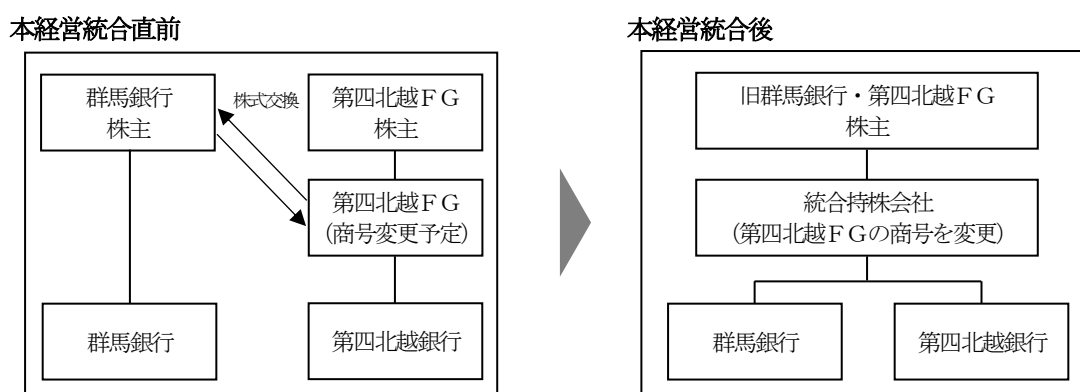 本経営統合直前
群馬銀行
株主
株式交換
第四北越ＦＧ
株主
第四北越ＦＧ
(商号変更予定)
群馬銀行
第四北越銀行
本経営統合後
旧群馬銀行・第四北越ＦＧ
株主
統合持株会社
(第四北越ＦＧの商号を変更)
群馬銀行
第四北越銀行